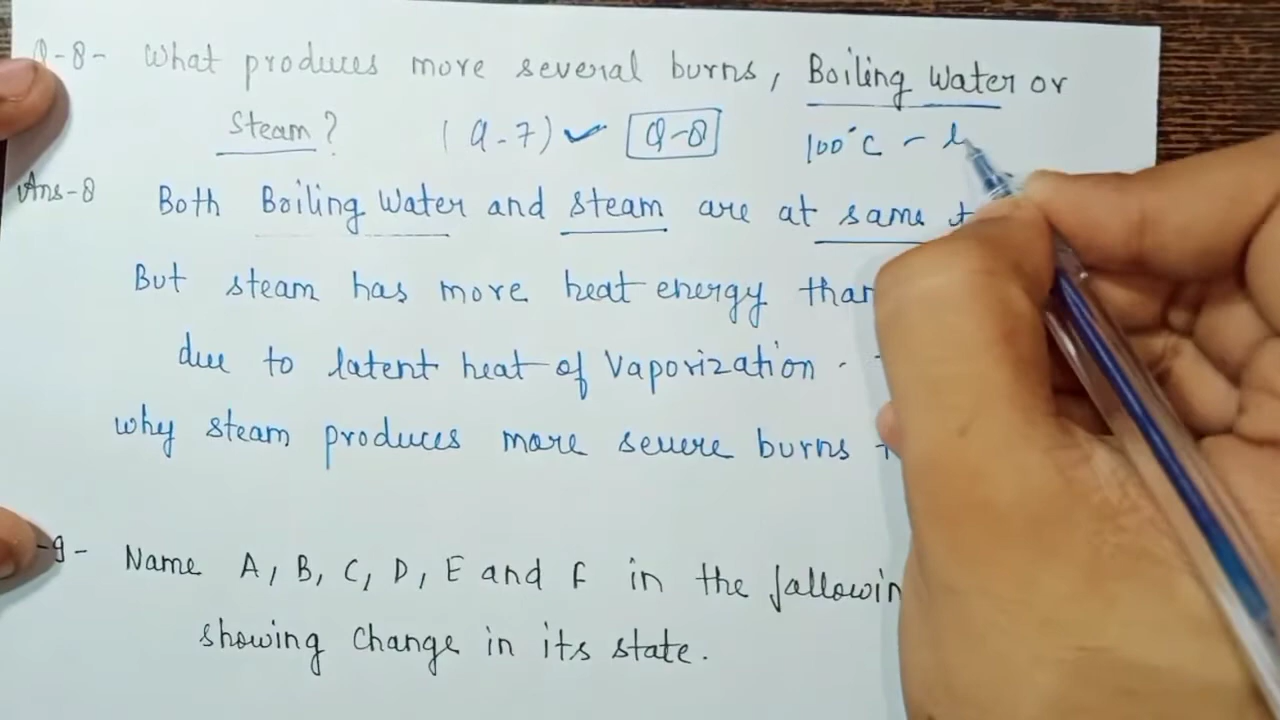 Q-8- What produces more several burns, Boiling Water or
Steam? (Q-7) Q-8 100°C -
Ans-8 Both Boiling Water and steam are at same
But steam has more heat energy than
due to latent heat of Vaporization.
why steam produces more severe burns
-9- Name A, B, C, D, E and F in the fallowin
showing change in its state.